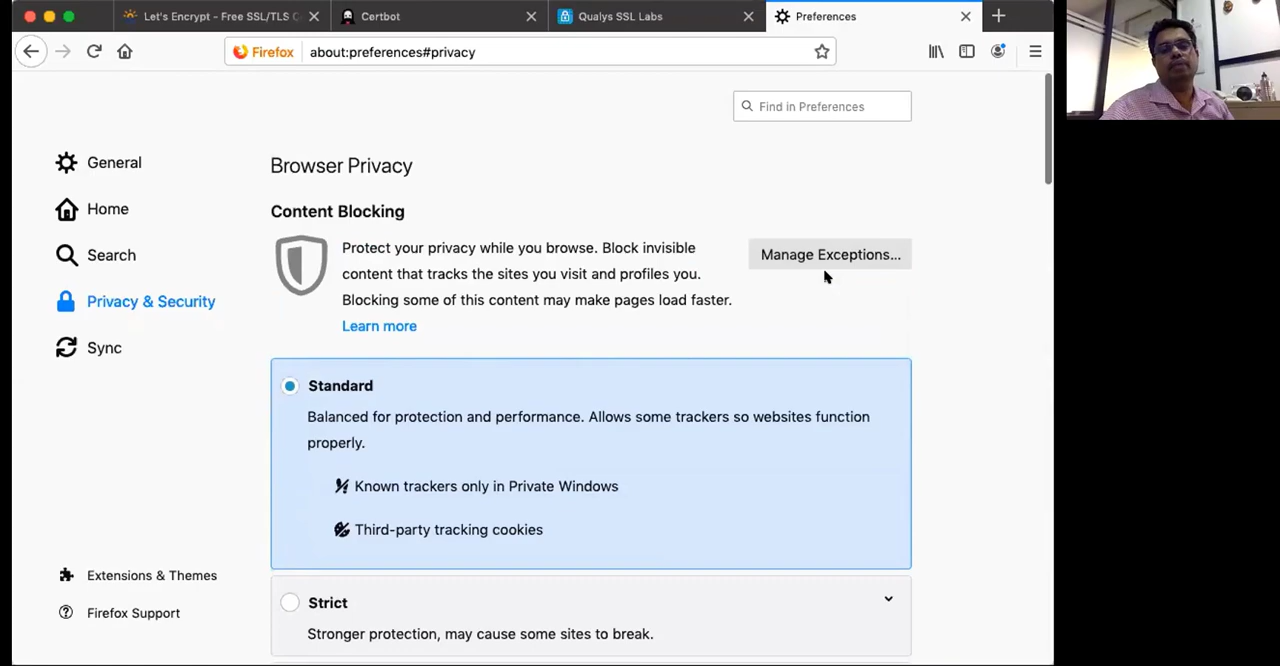 Let's Encrypt - Free SSL/TLS C
Certbot
Qualys SSL Labs
Preferences
Firefox
about:preferences#privacy
Find in Preferences
General
Home
Search
Privacy & Security
Sync
Extensions & Themes
Firefox Support
Browser Privacy
Content Blocking
Protect your privacy while you browse. Block invisible
content that tracks the sites you visit and profiles you.
Blocking some of this content may make pages load faster.
Learn more
Manage Exceptions...
Standard
Balanced for protection and performance. Allows some trackers so websites function
properly.
Known trackers only in Private Windows
Third-party tracking cookies
Strict
Stronger protection, may cause some sites to break.